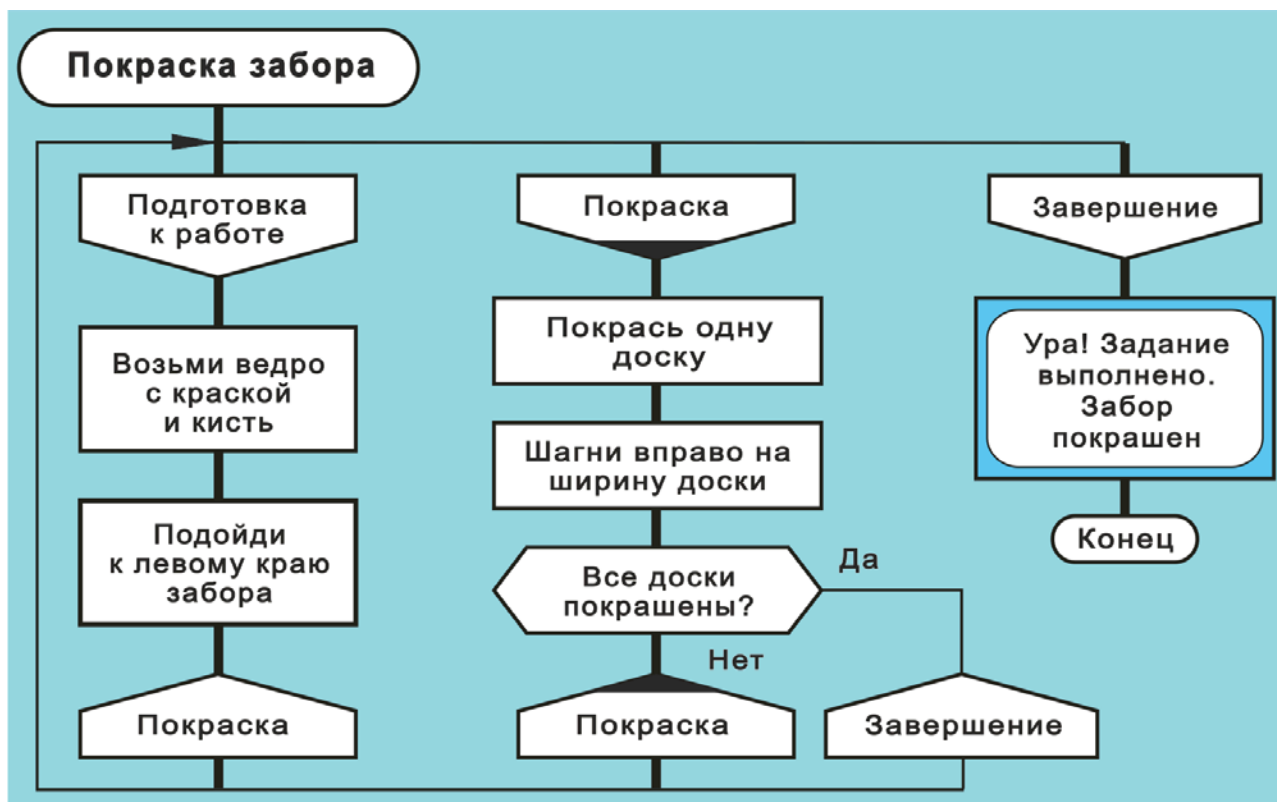 Покраска забора
Подготовка
к работе
Возьми ведро
с краской
и кисть
Подойди
к левому краю
забора
Покраска
Покраска
Покрась одну
доску
Шагни вправо на
ширину доски
Все доски
покрашены?
Да
Нет
Покраска
Завершение
Завершение
Ура! Задание
выполнено.
Забор
покрашен
Конец